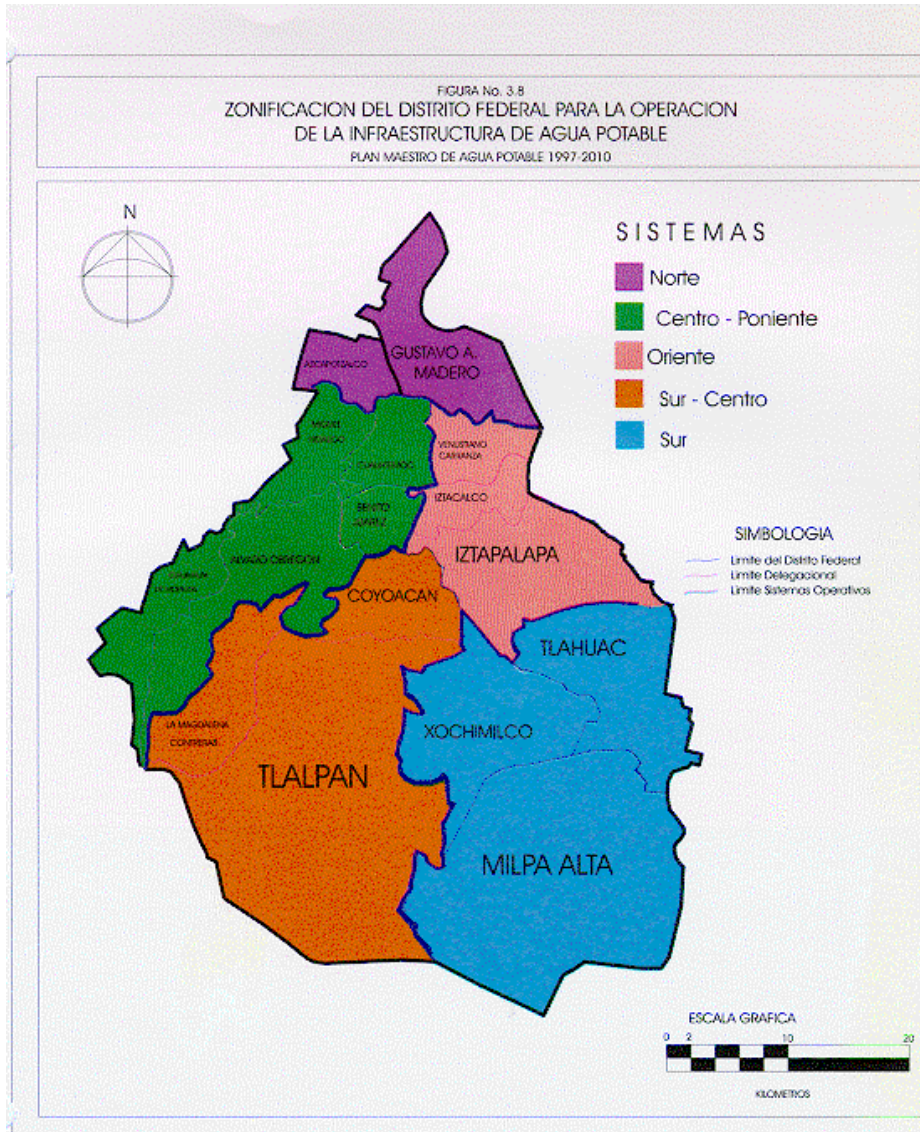 FIGURA No. 3.8
ZONIFICACION DEL DISTRITO FEDERAL PARA LA OPERACION
DE LA INFRAESTRUCTURA DE AGUA POTABLE
PLAN MAESTRO DE AGUA POTABLE 1997-2010
N
SISTEMAS
Norte
Centro - Poniente
Oriente
Sur - Centro
Sur
GUSTAVO A.
MADERO
AZCAPOTZALCO
MIGUEL
HIDALGO
CUAUHTEMOC
VENUSTIANO
CARRANZA
IZTACALCO
BENITO
JUAREZ
IZTAPALAPA
ALVARO OBREGON
COYOACAN
TLAHUAC
XOCHIMILCO
LA MAGDALENA
CONTRERAS
TLALPAN
MILPA ALTA
SIMBOLOGIA
Limite del Distrito Federal
Limite Delegacional
Limite Sistemas Operativos
ESCALA GRAFICA
0 2 10 20
KILOMETROS